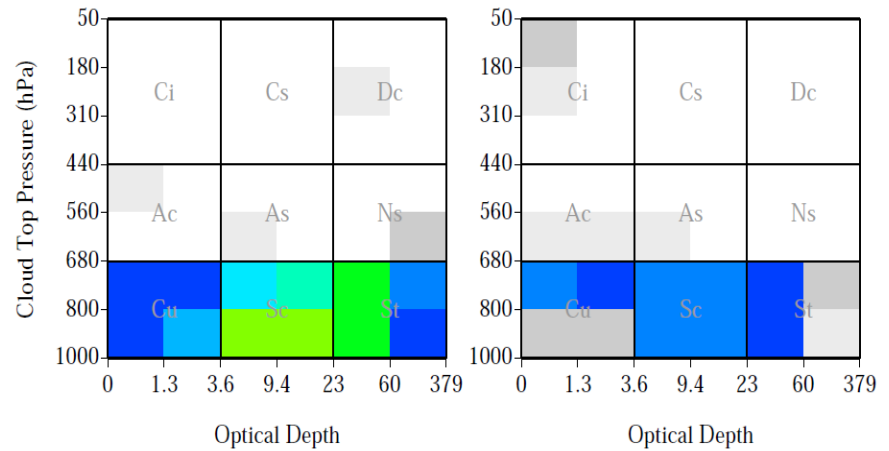 Cloud Top Pressure (hPa)
50
180
310
440
560
680
800
1000
Ci Cs Dc
Ac As Ns
Cu Sc St
0 1.3 3.6 9.4 23 60 379
Optical Depth
50
180
310
440
560
680
800
1000
Ci Cs Dc
Ac As Ns
Cu Sc St
0 1.3 3.6 9.4 23 60 379
Optical Depth